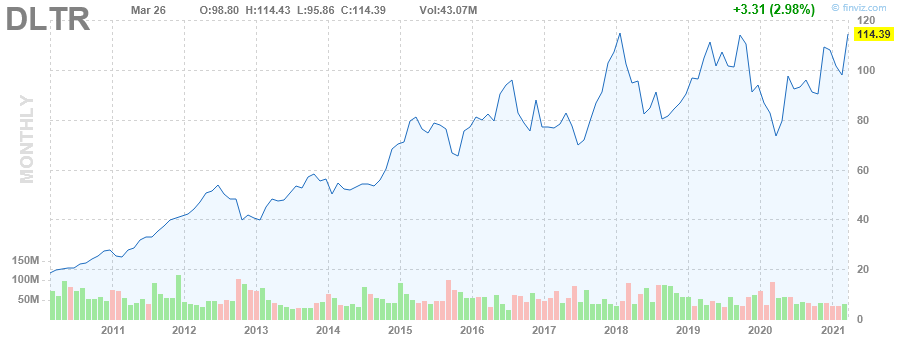 DLTR Mar 26 O:98.80 H:114.43 L:95.86 C:114.39 Vol:43.07M +3.31 (2.98%) © finviz.com
MONTHLY
120
114.39
100
80
60
40
20
0
150M
100M
50M
2011 2012 2013 2014 2015 2016 2017 2018 2019 2020 2021